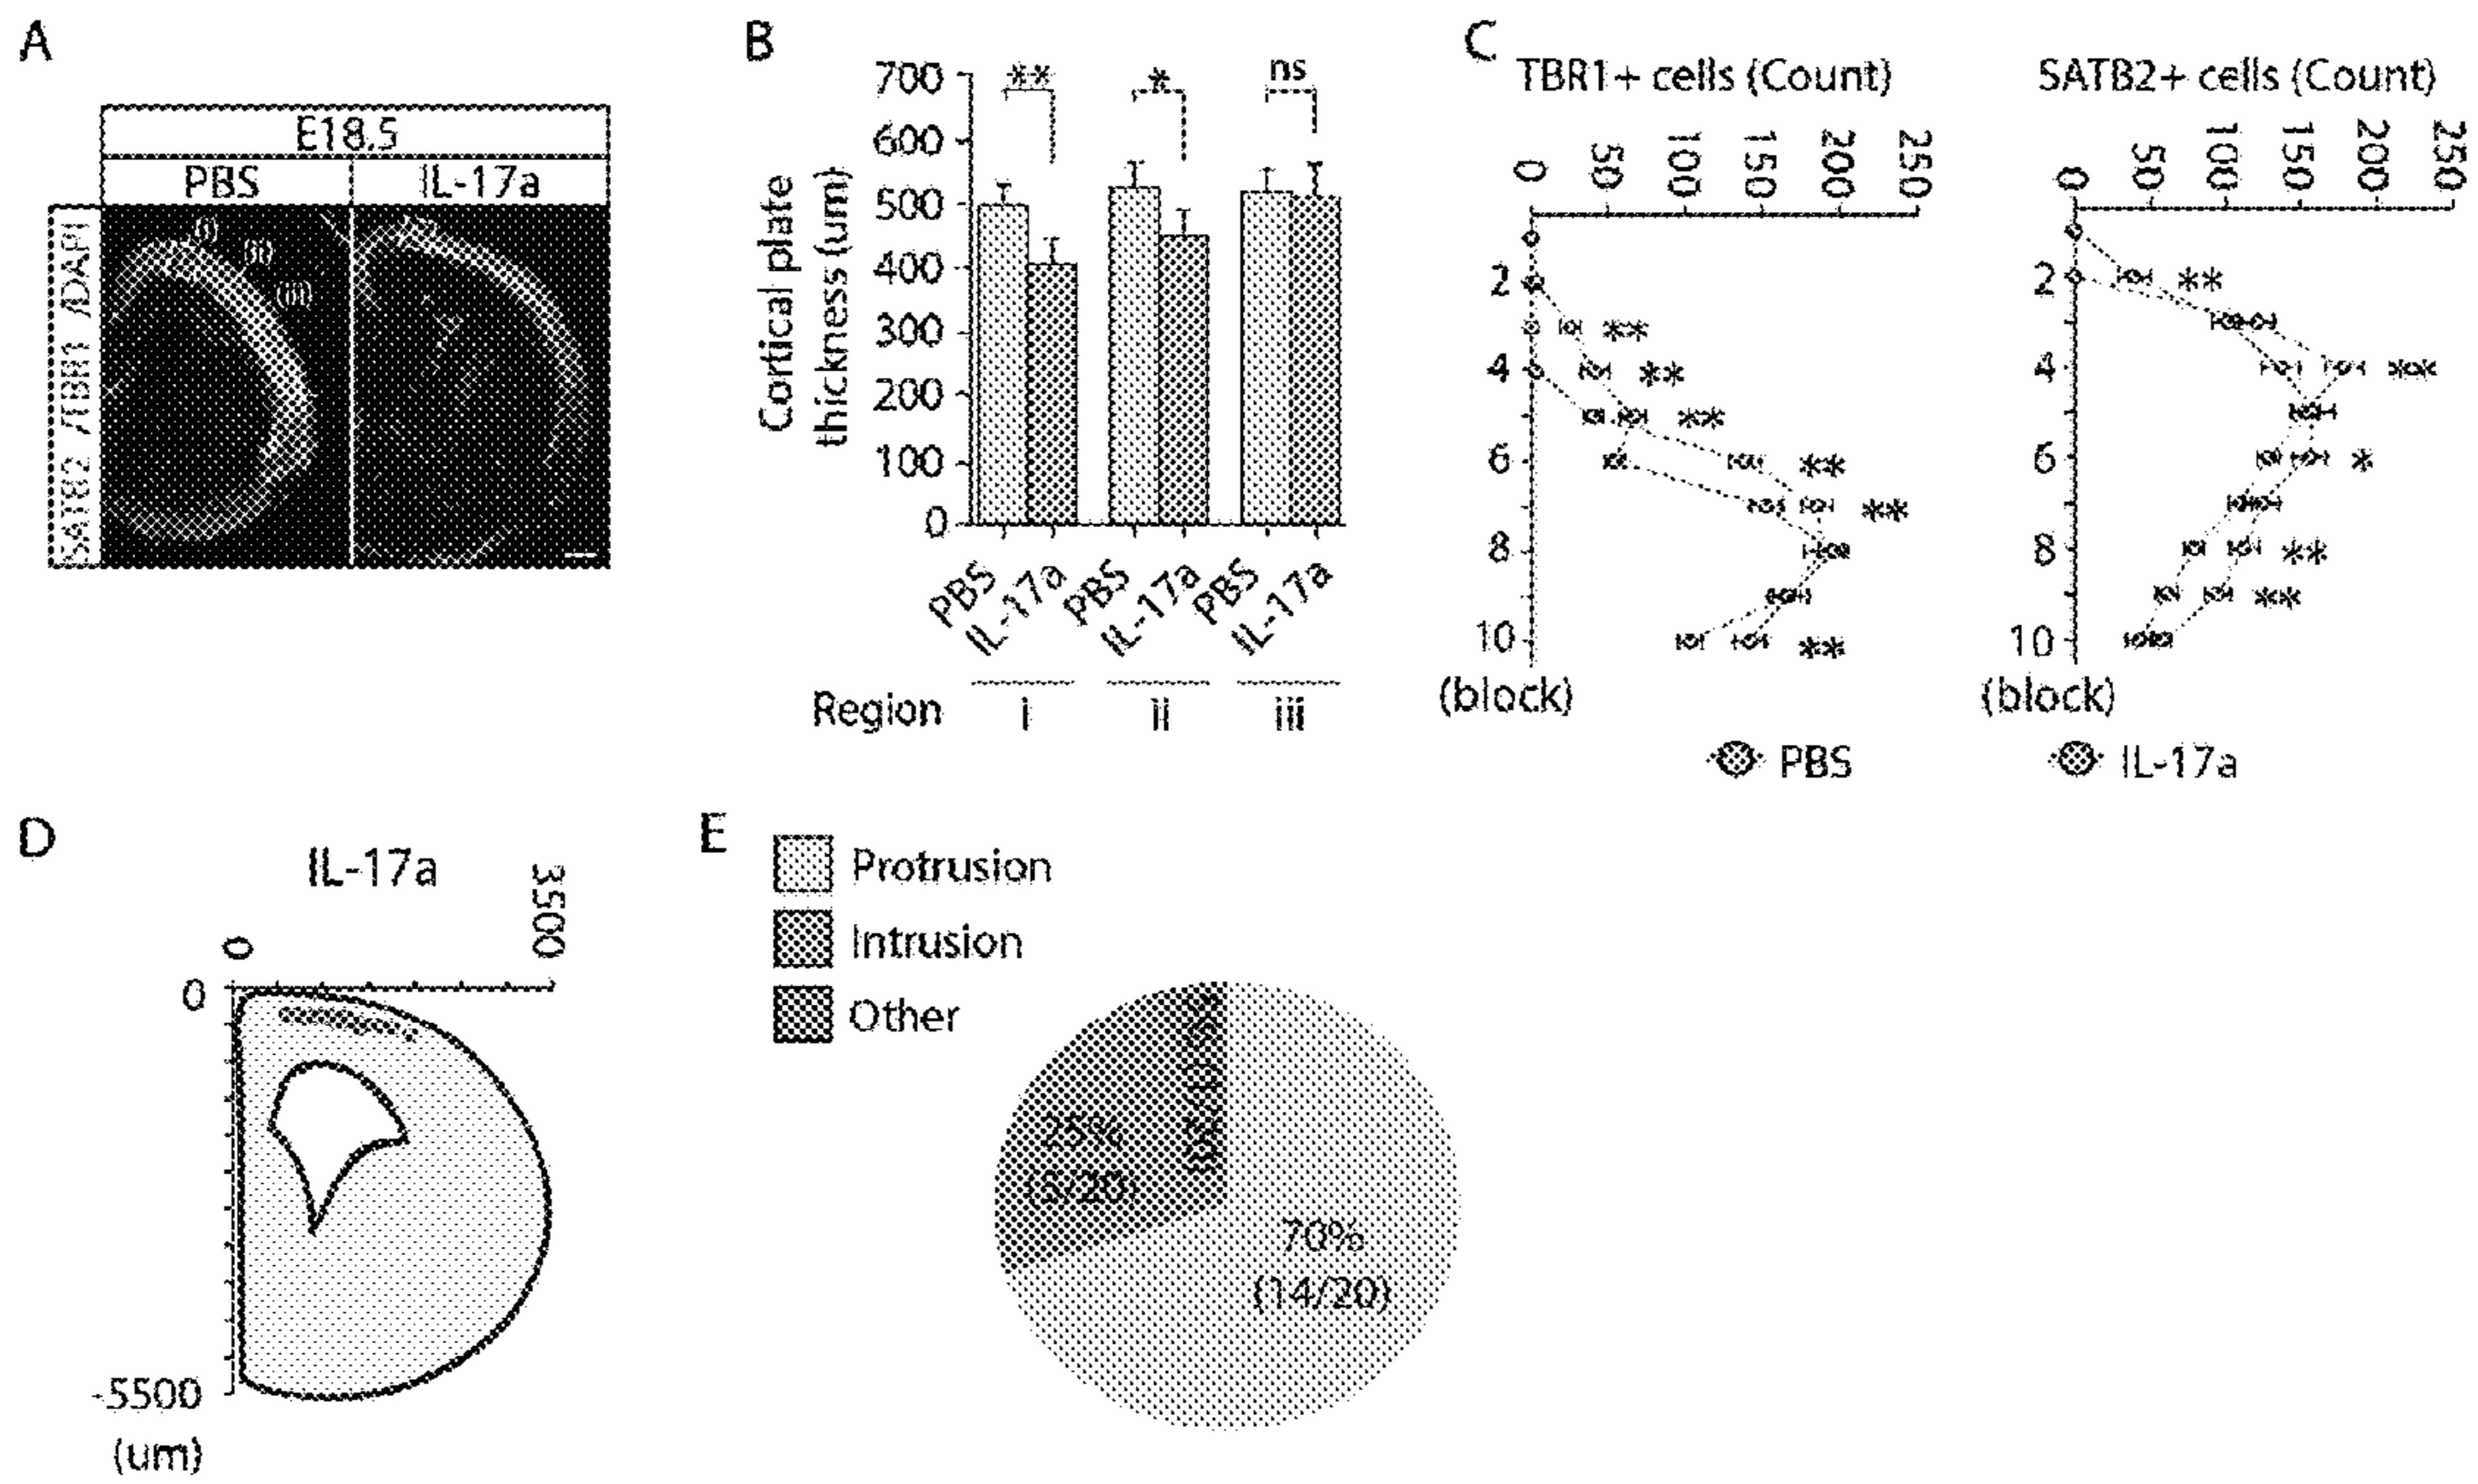 A
E18.5
PBS
IL-17a
SATB2 /TBR1 /DAPI
(i)
(ii)
(iii)
B
Cortical plate
thickness (um)
700
600
500
400
300
200
100
0
**
*
ns
PBS
IL-17a
PBS
IL-17a
PBS
IL-17a
Region
i
ii
iii
C
TBR1+ cells (Count)
0
50
100
150
200
250
2
4
6
8
10
(block)
**
**
**
**
**
**
SATB2+ cells (Count)
0
50
100
150
200
250
2
4
6
8
10
(block)
**
**
*
**
**
PBS
IL-17a
D
IL-17a
0
3500
0
-5500
(um)
E
Protrusion
Intrusion
Other
25%
70%
(14/20)